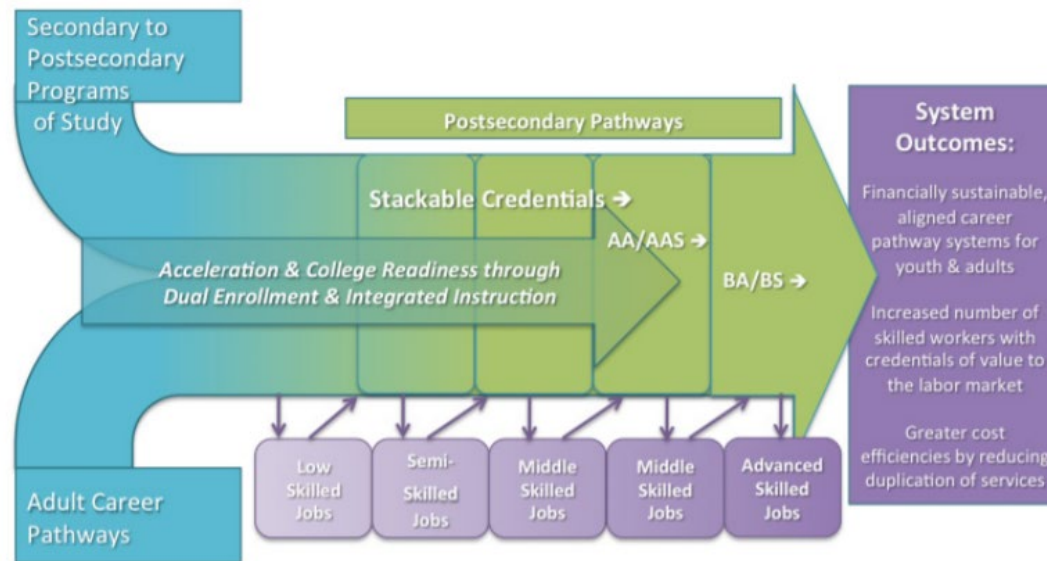 Secondary to
Postsecondary
Programs
of Study
Postsecondary Pathways
Stackable Credentials →
AA/AAS →
BA/BS →
Acceleration & College Readiness through
Dual Enrollment & Integrated Instruction
Adult Career
Pathways
Low
Skilled
Jobs
Semi-
Skilled
Jobs
Middle
Skilled
Jobs
Middle
Skilled
Jobs
Advanced
Skilled
Jobs
System
Outcomes:
Financially sustainable,
aligned career
pathway systems for
youth & adults
Increased number of
skilled workers with
credentials of value to
the labor market
Greater cost
efficiencies by reducing
duplication of services